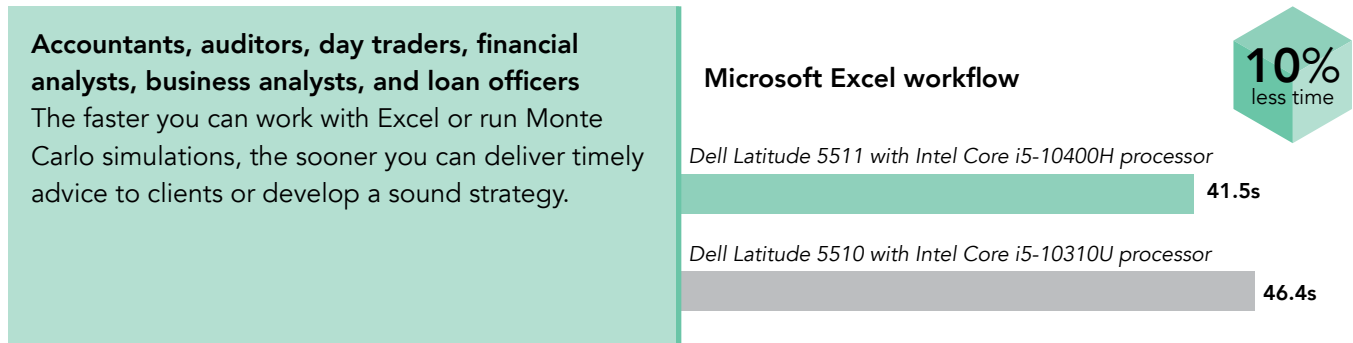 Accountants, auditors, day traders, financial
analysts, business analysts, and loan officers
The faster you can work with Excel or run Monte
Carlo simulations, the sooner you can deliver timely
advice to clients or develop a sound strategy.
Microsoft Excel workflow
10%
less time
Dell Latitude 5511 with Intel Core i5-10400H processor
41.5s
Dell Latitude 5510 with Intel Core i5-10310U processor
46.4s